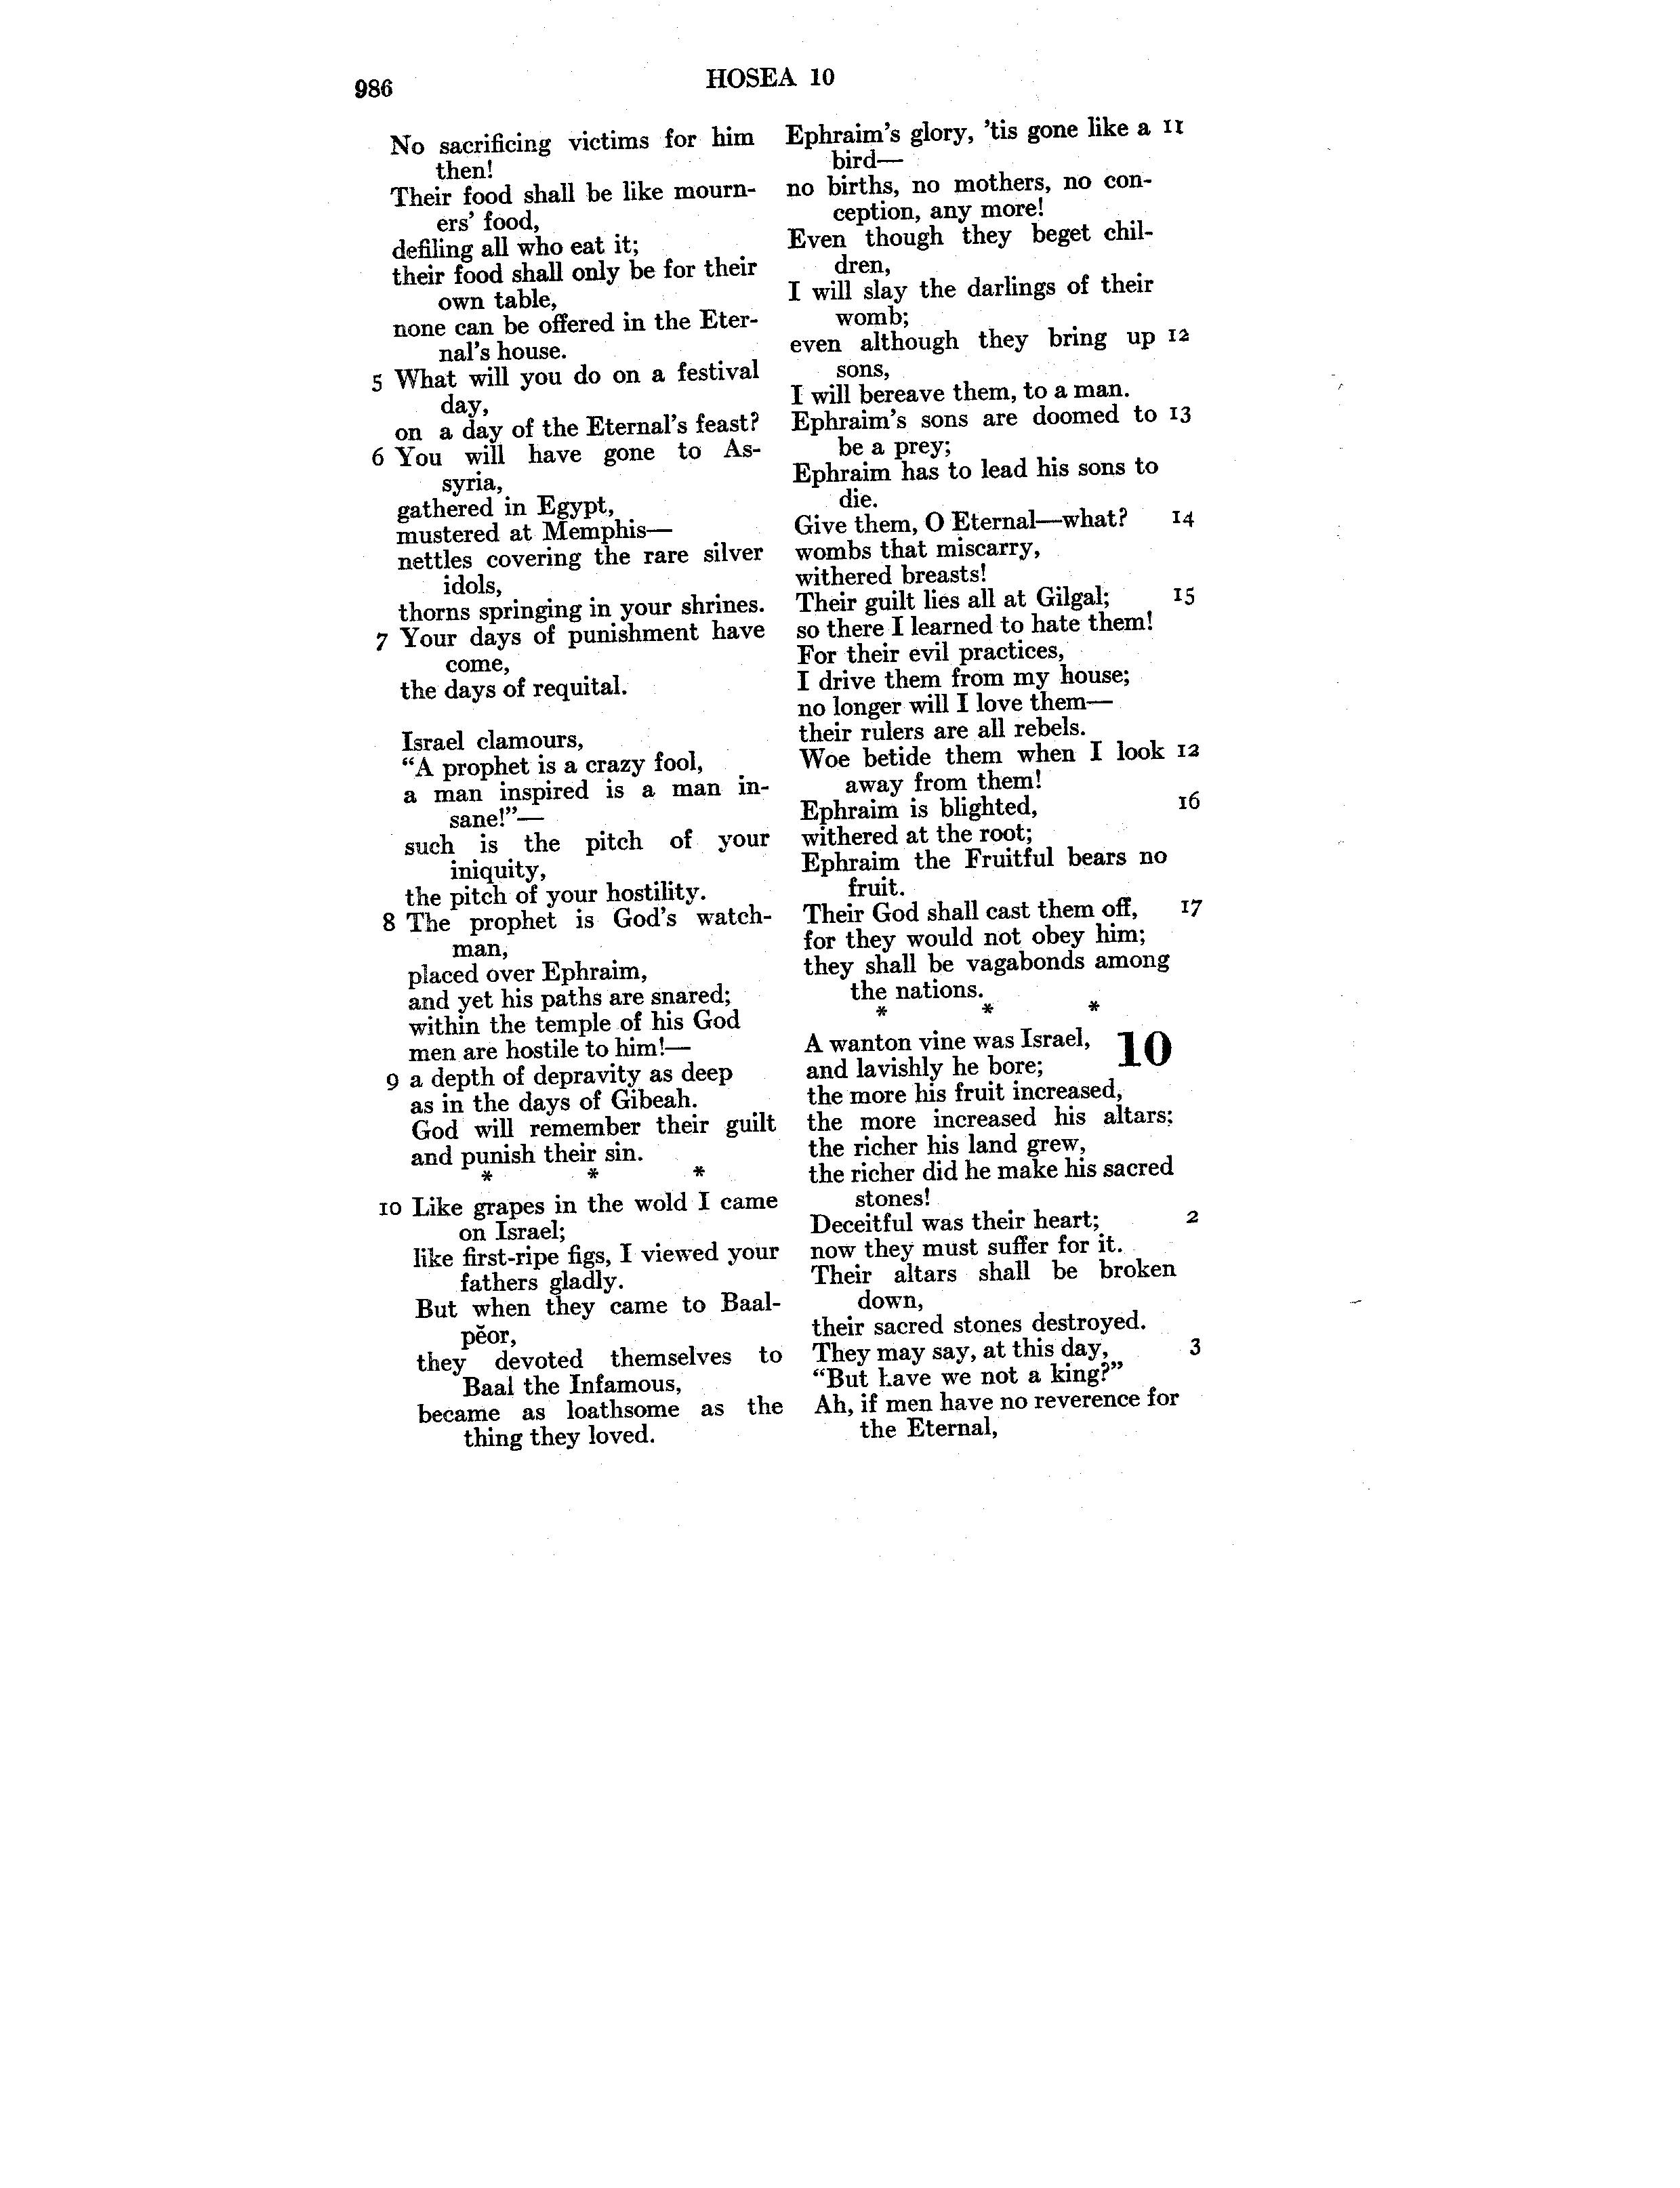 986
HOSEA 10
No sacrificing victims for him
then!
Their food shall be like mourn-
ers' food,
defiling all who eat it;
their food shall only be for their
own table,
none can be offered in the Eter-
nal's house.
5 What will you do on a festival
day,
on a day of the Eternal's feast?
6 You will have gone to As-
syria,
gathered in Egypt,
mustered at Memphis—
nettles covering the rare silver
idols,
thorns springing in your shrines.
7 Your days of punishment have
come,
the days of requital.
Israel clamours,
“A prophet is a crazy fool,
a man inspired is a man in-
sane!”—
such is the pitch of your
iniquity,
the pitch of your hostility.
8 The prophet is God's watch-
man,
placed over Ephraim,
and yet his paths are snared;
within the temple of his God
men are hostile to him!—
9 a depth of depravity as deep
as in the days of Gibeah.
God will remember their guilt
and punish their sin.
* * *
10 Like grapes in the wold I came
on Israel;
like first-ripe figs, I viewed your
fathers gladly.
But when they came to Baal-
pĕor,
they devoted themselves to
Baal the Infamous,
became as loathsome as the
thing they loved.
Ephraim's glory, 'tis gone like a 11
bird—
no births, no mothers, no con-
ception, any more!
Even though they beget chil-
dren,
I will slay the darlings of their
womb;
even although they bring up 12
sons,
I will bereave them, to a man.
Ephraim's sons are doomed to 13
be a prey;
Ephraim has to lead his sons to
die.
Give them, O Eternal—what? 14
wombs that miscarry,
withered breasts!
Their guilt lies all at Gilgal; 15
so there I learned to hate them!
For their evil practices,
I drive them from my house;
no longer will I love them—
their rulers are all rebels.
Woe betide them when I look 12
away from them!
Ephraim is blighted, 16
withered at the root;
Ephraim the Fruitful bears no
fruit.
Their God shall cast them off, 17
for they would not obey him;
they shall be vagabonds among
the nations.
* * *
A wanton vine was Israel, 10
and lavishly he bore;
the more his fruit increased,
the more increased his altars;
the richer his land grew,
the richer did he make his sacred
stones!
Deceitful was their heart; 2
now they must suffer for it.
Their altars shall be broken
down,
their sacred stones destroyed.
They may say, at this day, 3
“But have we not a king?”
Ah, if men have no reverence for
the Eternal,